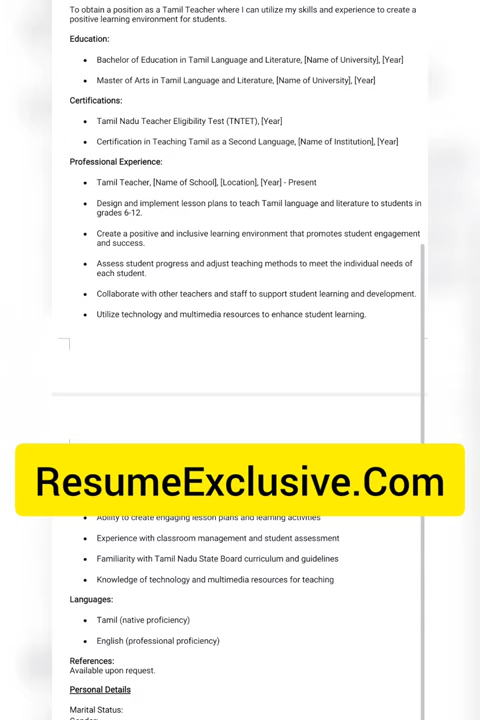 To obtain a position as a Tamil Teacher where I can utilize my skills and experience to create a
positive learning environment for students.
Education:
Bachelor of Education in Tamil Language and Literature, [Name of University], [Year]
Master of Arts in Tamil Language and Literature, [Name of University], [Year]
Certifications:
Tamil Nadu Teacher Eligibility Test (TNTET), [Year]
Certification in Teaching Tamil as a Second Language, [Name of Institution], [Year]
Professional Experience:
Tamil Teacher, [Name of School], [Location], [Year] - Present
Design and implement lesson plans to teach Tamil language and literature to students in
grades 6-12.
Create a positive and inclusive learning environment that promotes student engagement
and success.
Assess student progress and adjust teaching methods to meet the individual needs of
each student.
Collaborate with other teachers and staff to support student learning and development.
Utilize technology and multimedia resources to enhance student learning.
ResumeExclusive.Com
Ability to create engaging lesson plans and learning activities
Experience with classroom management and student assessment
Familiarity with Tamil Nadu State Board curriculum and guidelines
Knowledge of technology and multimedia resources for teaching
Languages:
Tamil (native proficiency)
English (professional proficiency)
References:
Available upon request.
Personal Details
Marital Status: